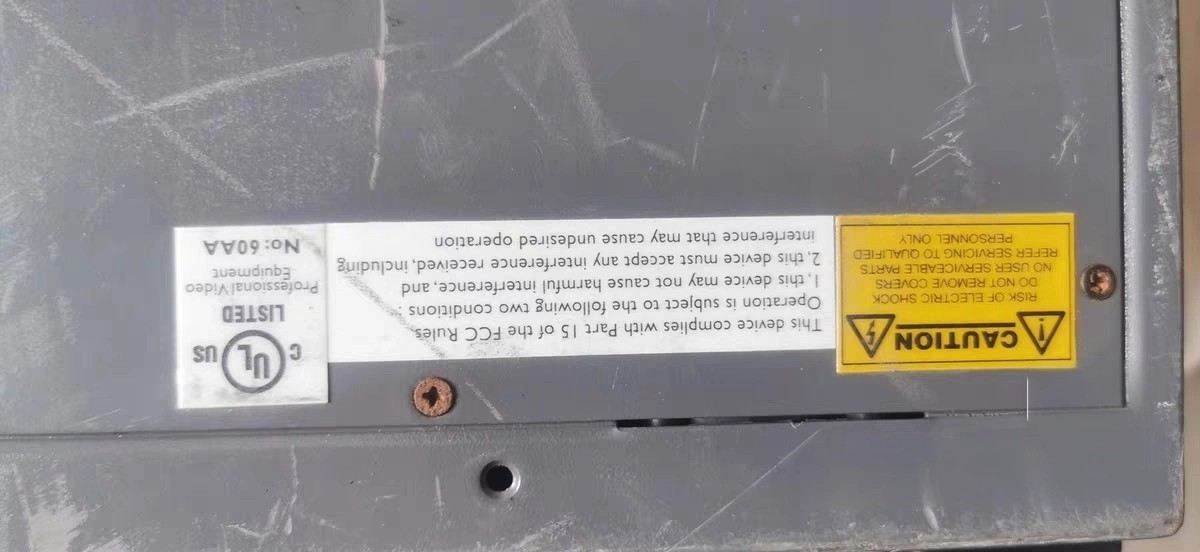 CAUTION
RISK OF ELECTRIC SHOCK
DO NOT REMOVE COVERS
NO USER SERVICEABLE PARTS
REFER SERVICING TO QUALIFIED
PERSONNEL ONLY
This device complies with Part 15 of the FCC Rules
Operation is subject to the following two conditions :
1, this device may not cause harmful interference, and
2, this device must accept any interference received, including
interference that may cause undesired operation
C UL US
LISTED
Professional Video
Equipment
No: 60AA